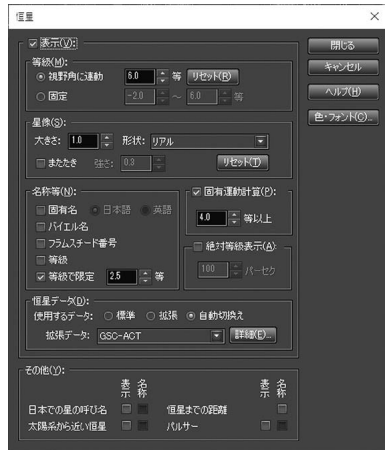 恒星
表示(V):
閉じる
等級(M):
視野角に連動 6.0 等 リセット(R)
キャンセル
固定 -2.0 ～ 6.0 等
ヘルプ(H)
色・フォント(C)...
星像(S):
大きさ: 1.0 形状: リアル
またたき 強さ: 0.3 リセット(T)
名称等(N):
固有名 日本語 英語
バイエル名
フラムスチード番号
等級
等級で限定 2.5 等
固有運動計算(P):
4.0 等以上
絶対等級表示(A):
100 パーセク
恒星データ(D):
使用するデータ: 標準 拡張 自動切換え
拡張データ: GSC-ACT 詳細(E)...
その他(Y):
表示 名称 表示 名称
日本での星の呼び名 恒星までの距離
太陽系から近い恒星 パルサー